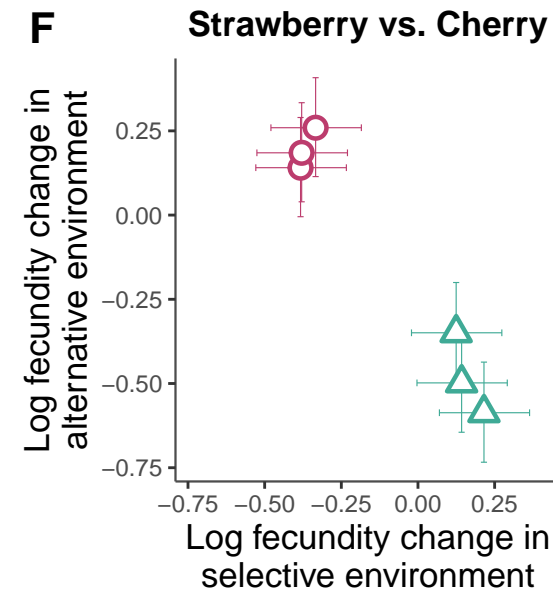 F
Strawberry vs. Cherry
Log fecundity change in
alternative environment
0.25
0.00
−0.25
−0.50
−0.75
−0.75 −0.50 −0.25 0.00 0.25
Log fecundity change in
selective environment